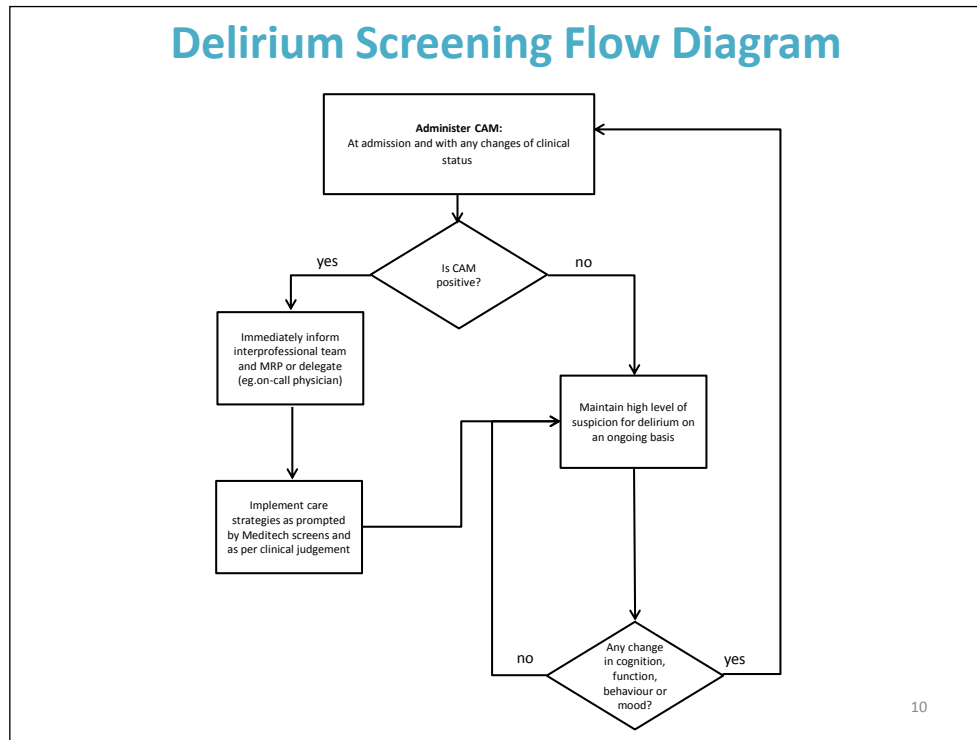 Delirium Screening Flow Diagram
Administer CAM:
At admission and with any changes of clinical
status
yes
Is CAM
positive?
no
Immediately inform
interprofessional team
and MRP or delegate
(eg.on-call physician)
Maintain high level of
suspicion for delirium on
an ongoing basis
Implement care
strategies as prompted
by Meditech screens and
as per clinical judgement
no
Any change
in cognition,
function,
behaviour or
mood?
yes
10